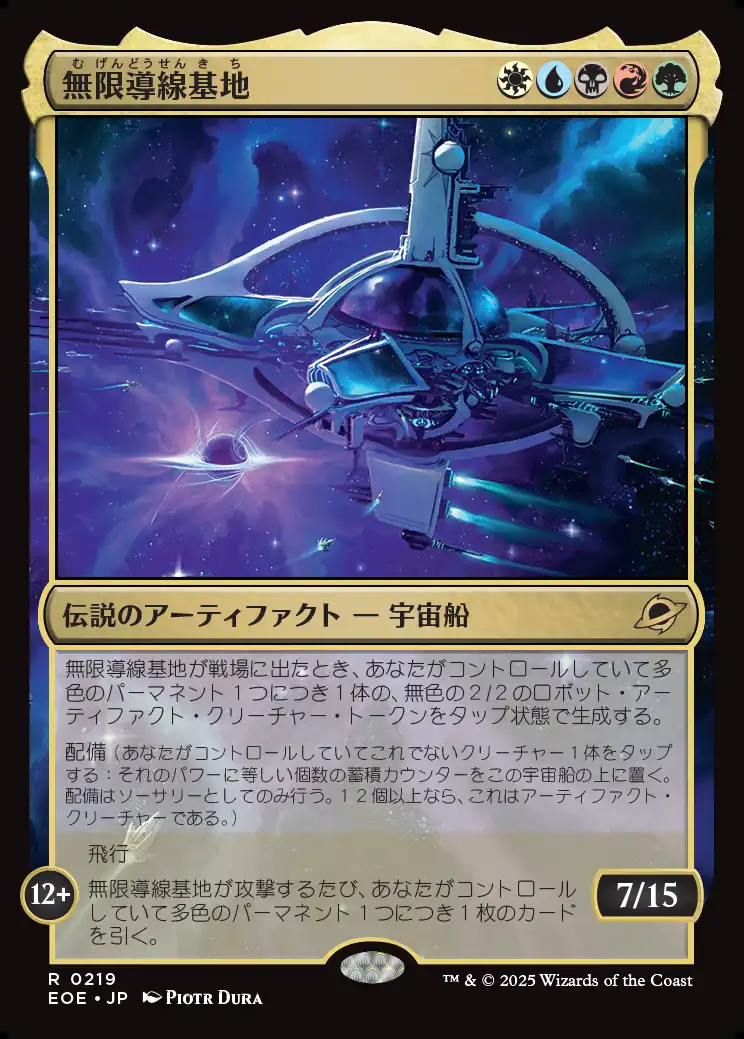 むげんどうせんきち
無限導線基地
伝説のアーティファクト — 宇宙船
無限導線基地が戦場に出たとき、あなたがコントロールしていて多
色のパーマネント1つにつき1体の、無色の2/2のロボット・アー
ティファクト・クリーチャー・トークンをタップ状態で生成する。
配備(あなたがコントロールしていてこれでないクリーチャー1体をタップ
する:それのパワーに等しい個数の蓄積カウンターをこの宇宙船の上に置く。
配備はソーサリーとしてのみ行う。12個以上なら、これはアーティファクト・
クリーチャーである。)
飛行
12+
無限導線基地が攻撃するたび、あなたがコントロール
していて多色のパーマネント1つにつき1枚のカード
を引く。
7/15
R 0219
EOE • JP Piotr Dura
™ & © 2025 Wizards of the Coast